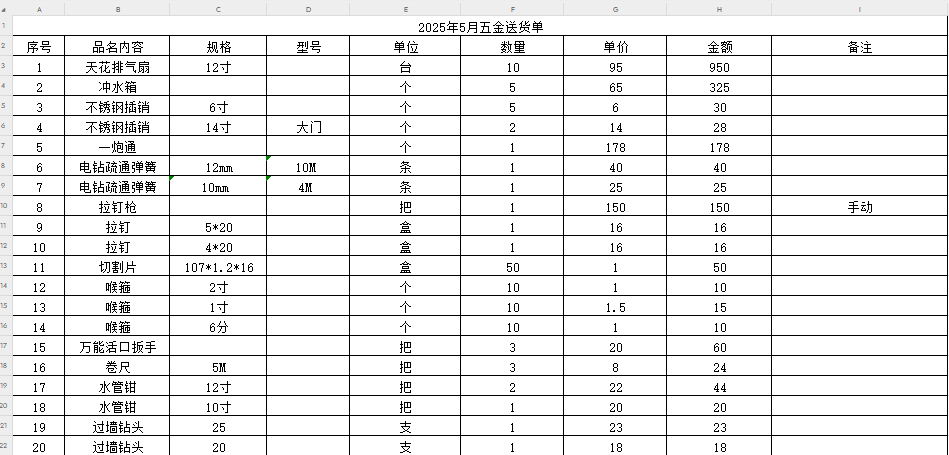 A B C D E F G H I
1 2025年5月五金送货单
2 序号 品名内容 规格 型号 单位 数量 单价 金额 备注
3 1 天花排气扇 12寸 台 10 95 950
4 2 冲水箱 个 5 65 325
5 3 不锈钢插销 6寸 个 5 6 30
6 4 不锈钢插销 14寸 大门 个 2 14 28
7 5 一炮通 个 1 178 178
8 6 电钻疏通弹簧 12mm 10M 条 1 40 40
9 7 电钻疏通弹簧 10mm 4M 条 1 25 25
10 8 拉钉枪 把 1 150 150 手动
11 9 拉钉 5*20 盒 1 16 16
12 10 拉钉 4*20 盒 1 16 16
13 11 切割片 107*1.2*16 盒 50 1 50
14 12 喉箍 2寸 个 10 1 10
15 13 喉箍 1寸 个 10 1.5 15
16 14 喉箍 6分 个 10 1 10
17 15 万能活口扳手 把 3 20 60
18 16 卷尺 5M 把 3 8 24
19 17 水管钳 12寸 把 2 22 44
20 18 水管钳 10寸 把 1 20 20
21 19 过墙钻头 25 支 1 23 23
22 20 过墙钻头 20 支 1 18 18